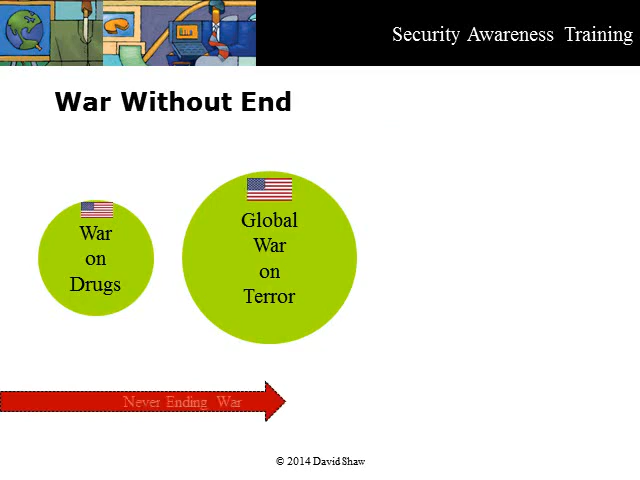 Security Awareness Training
War Without End
War
on
Drugs
Global
War
on
Terror
Never Ending War
© 2014 David Shaw